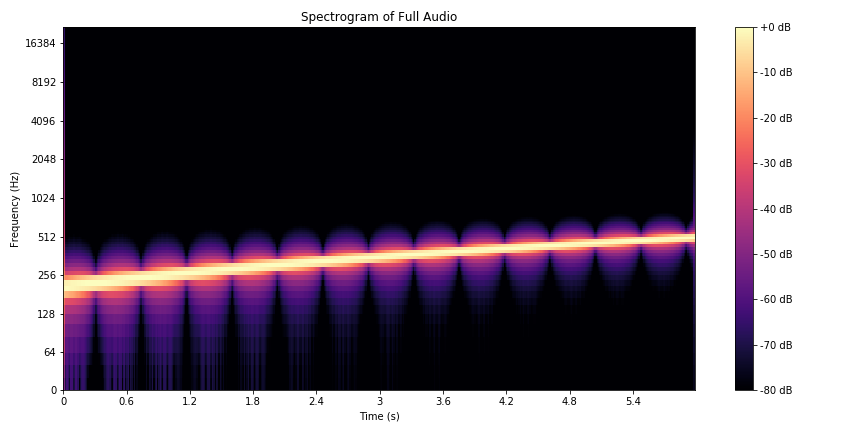 Spectrogram of Full Audio
Frequency (Hz)
16384
8192
4096
2048
1024
512
256
128
64
0
0 0.6 1.2 1.8 2.4 3 3.6 4.2 4.8 5.4
Time (s)
+0 dB
-10 dB
-20 dB
-30 dB
-40 dB
-50 dB
-60 dB
-70 dB
-80 dB